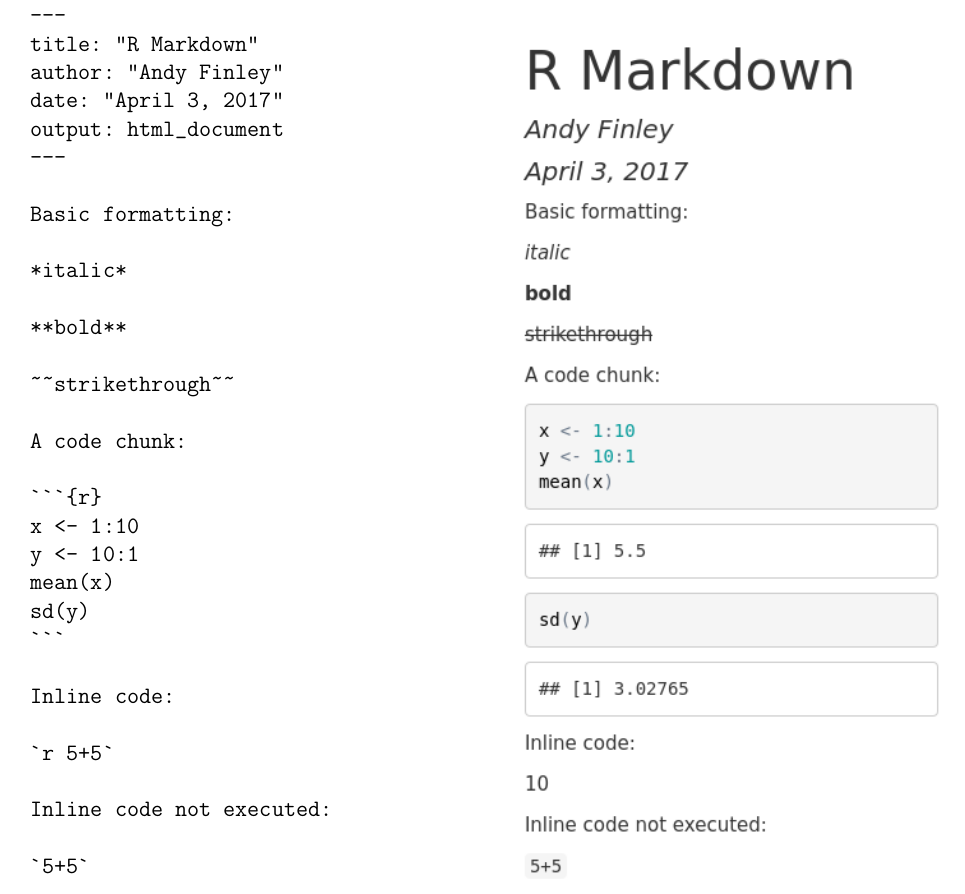 ---
title: "R Markdown"
author: "Andy Finley"
date: "April 3, 2017"
output: html_document
---
Basic formatting:
*italic*
**bold**
~~strikethrough~~
A code chunk:
```{r}
x <- 1:10
y <- 10:1
mean(x)
sd(y)
```
Inline code:
`r 5+5`
Inline code not executed:
`5+5`
R Markdown
Andy Finley
April 3, 2017
Basic formatting:
italic
bold
strikethrough
A code chunk:
x <- 1:10
y <- 10:1
mean(x)
## [1] 5.5
sd(y)
## [1] 3.02765
Inline code:
10
Inline code not executed:
5+5